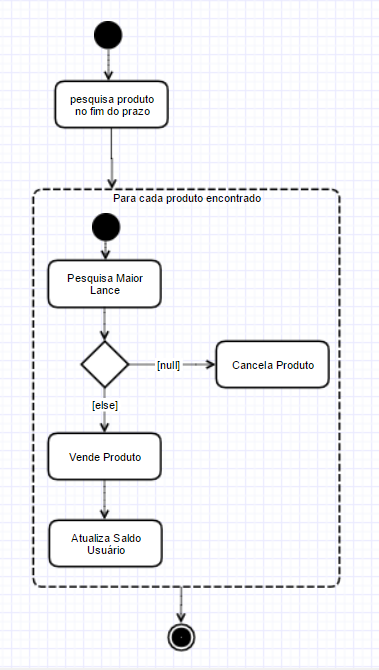 pesquisa produto
no fim do prazo
Para cada produto encontrado
Pesquisa Maior
Lance
[null]
Cancela Produto
[else]
Vende Produto
Atualiza Saldo
Usuário